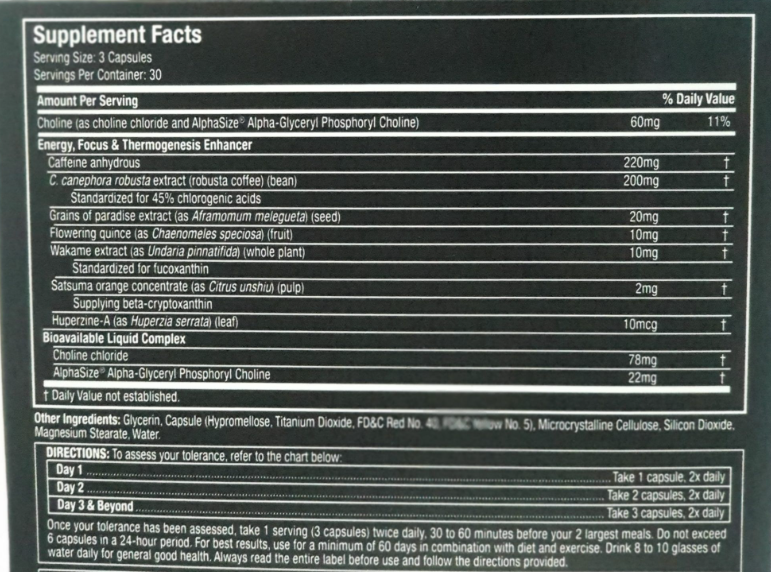 Supplement Facts
Serving Size: 3 Capsules
Servings Per Container: 30
Amount Per Serving % Daily Value
Choline (as choline chloride and AlphaSize® Alpha-Glyceryl Phosphoryl Choline) 60mg 11%
Energy, Focus & Thermogenesis Enhancer
Caffeine anhydrous 220mg †
C. canephora robusta extract (robusta coffee) (bean) 200mg †
Standardized for 45% chlorogenic acids
Grains of paradise extract (as Aframomum melegueta) (seed) 20mg †
Flowering quince (as Chaenomeles speciosa) (fruit) 10mg †
Wakame extract (as Undaria pinnatifida) (whole plant) 10mg †
Standardized for fucoxanthin
Satsuma orange concentrate (as Citrus unshiu) (pulp) 2mg †
Supplying beta-cryptoxanthin
Huperzine-A (as Huperzia serrata) (leaf) 10mcg †
Bioavailable Liquid Complex
Choline chloride 78mg †
AlphaSize® Alpha-Glyceryl Phosphoryl Choline 22mg †
† Daily Value not established.
Other Ingredients: Glycerin, Capsule (Hypromellose, Titanium Dioxide, FD&C Red No. No. 5), Microcrystalline Cellulose, Silicon Dioxide,
Magnesium Stearate, Water.
DIRECTIONS: To assess your tolerance, refer to the chart below:
Day 1 Take 1 capsule, 2x daily
Day 2 Take 2 capsules, 2x daily
Day 3 & Beyond Take 3 capsules, 2x daily
Once your tolerance has been assessed, take 1 serving (3 capsules) twice daily, 30 to 60 minutes before your 2 largest meals. Do not exceed
6 capsules in a 24-hour period. For best results, use for a minimum of 60 days in combination with diet and exercise. Drink 8 to 10 glasses of
water daily for general good health. Always read the entire label before use and follow the directions provided.